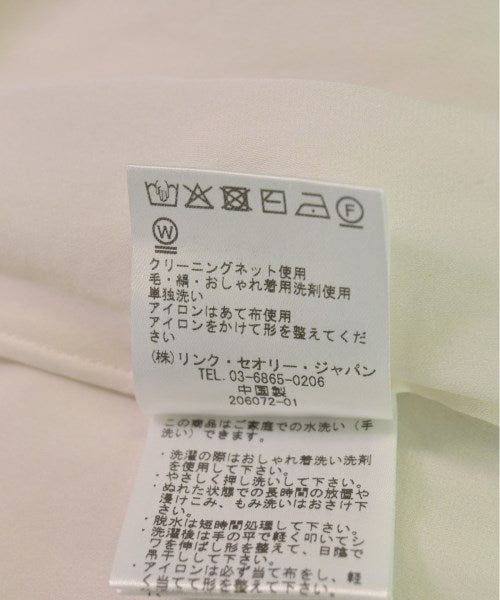 F
W
クリーニングネット使用
毛・絹・おしゃれ着用洗剤使用
単独洗い
アイロンはあて布使用
アイロンをかけて形を整えてくだ
さい
(株)リンク・セオリー・ジャパン
TEL. 03-6865-0206
中国製
206072-01
この商品はご家庭での水洗い(手
洗い)できます。
・洗濯の際はおしゃれ着洗い洗剤
を使用して下さい。
・やさしく押し洗いして下さい。
・ぬれた状態での長時間の放置や
浸けこみ、もみ洗いはおさけ下
さい。
・脱水は短時間処理して下さい。
・洗濯後は手の平で軽く叩いてシ
ワを伸ばし形を整えて、日陰で
吊干しして下さい。
・アイロンは必ず当て布をし、軽
く当てて形を整えて下さい。